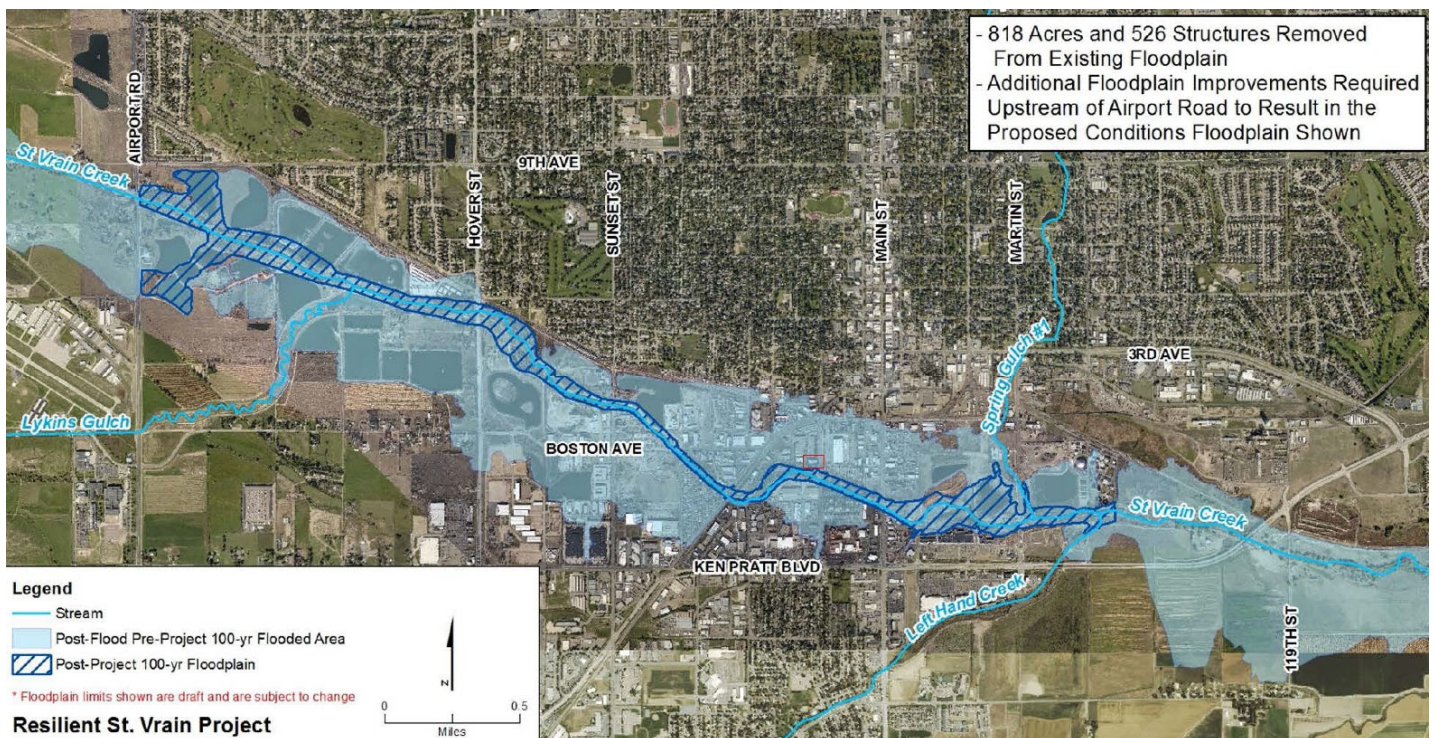 - 818 Acres and 526 Structures Removed
From Existing Floodplain
- Additional Floodplain Improvements Required
Upstream of Airport Road to Result in the
Proposed Conditions Floodplain Shown
AIRPORT RD
St Vrain Creek
9TH AVE
HOVER ST
SUNSET ST
MAIN ST
MARTIN ST
Spring Gulch #1
3RD AVE
Lykins Gulch
BOSTON AVE
St Vrain Creek
KEN PRATT BLVD
Left Hand Creek
119TH ST
Legend
Stream
Post-Flood Pre-Project 100-yr Flooded Area
Post-Project 100-yr Floodplain
* Floodplain limits shown are draft and are subject to change
Resilient St. Vrain Project
N
0 0.5
Miles